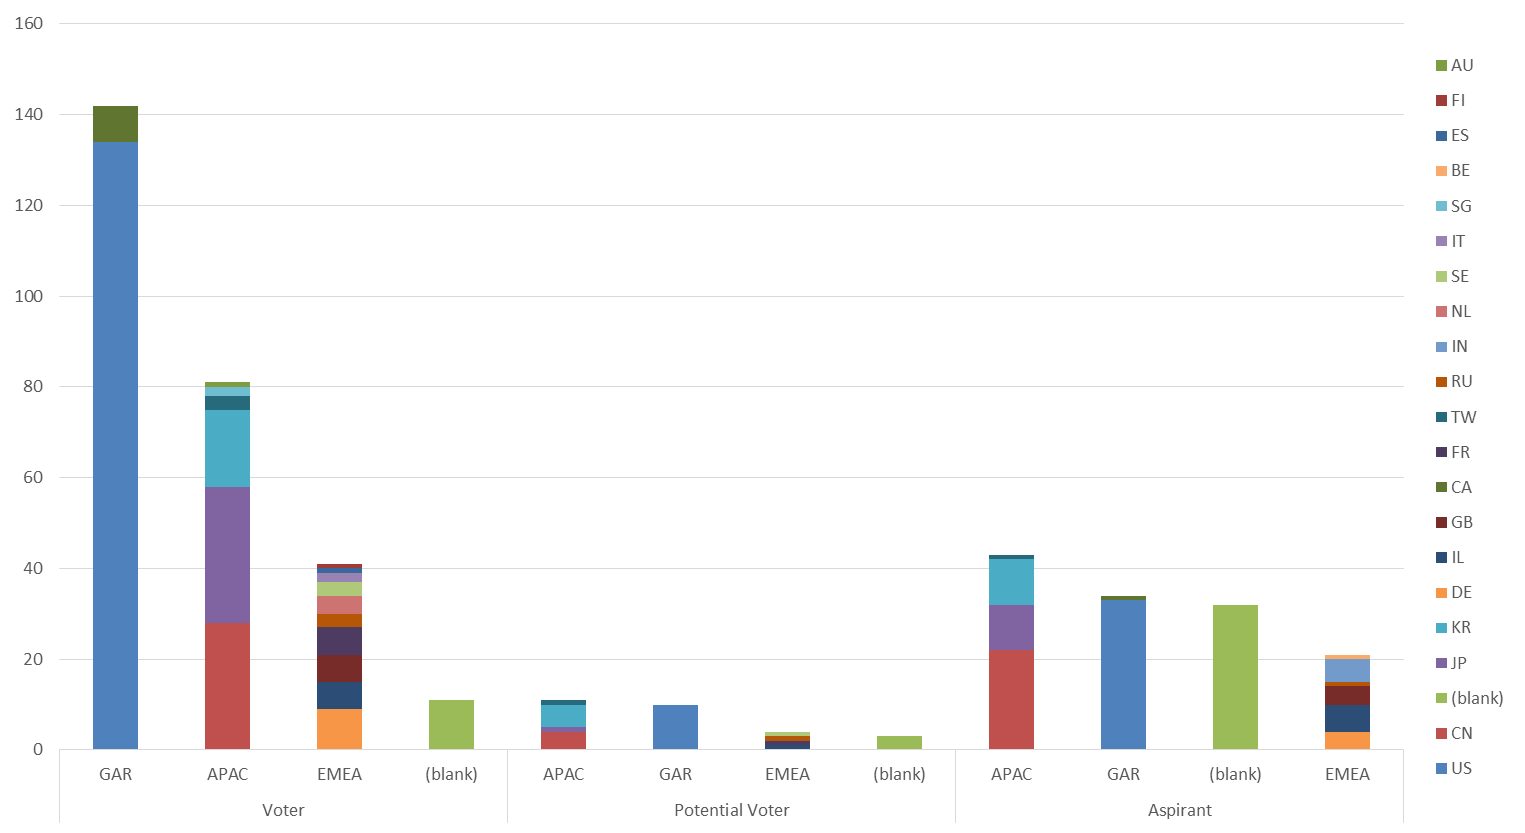 160
140
120
100
80
60
40
20
0
GAR APAC EMEA (blank) APAC GAR EMEA (blank) APAC GAR (blank) EMEA
Voter Potential Voter Aspirant
AU
FI
ES
BE
SG
IT
SE
NL
IN
RU
TW
FR
CA
GB
IL
DE
KR
JP
(blank)
CN
US